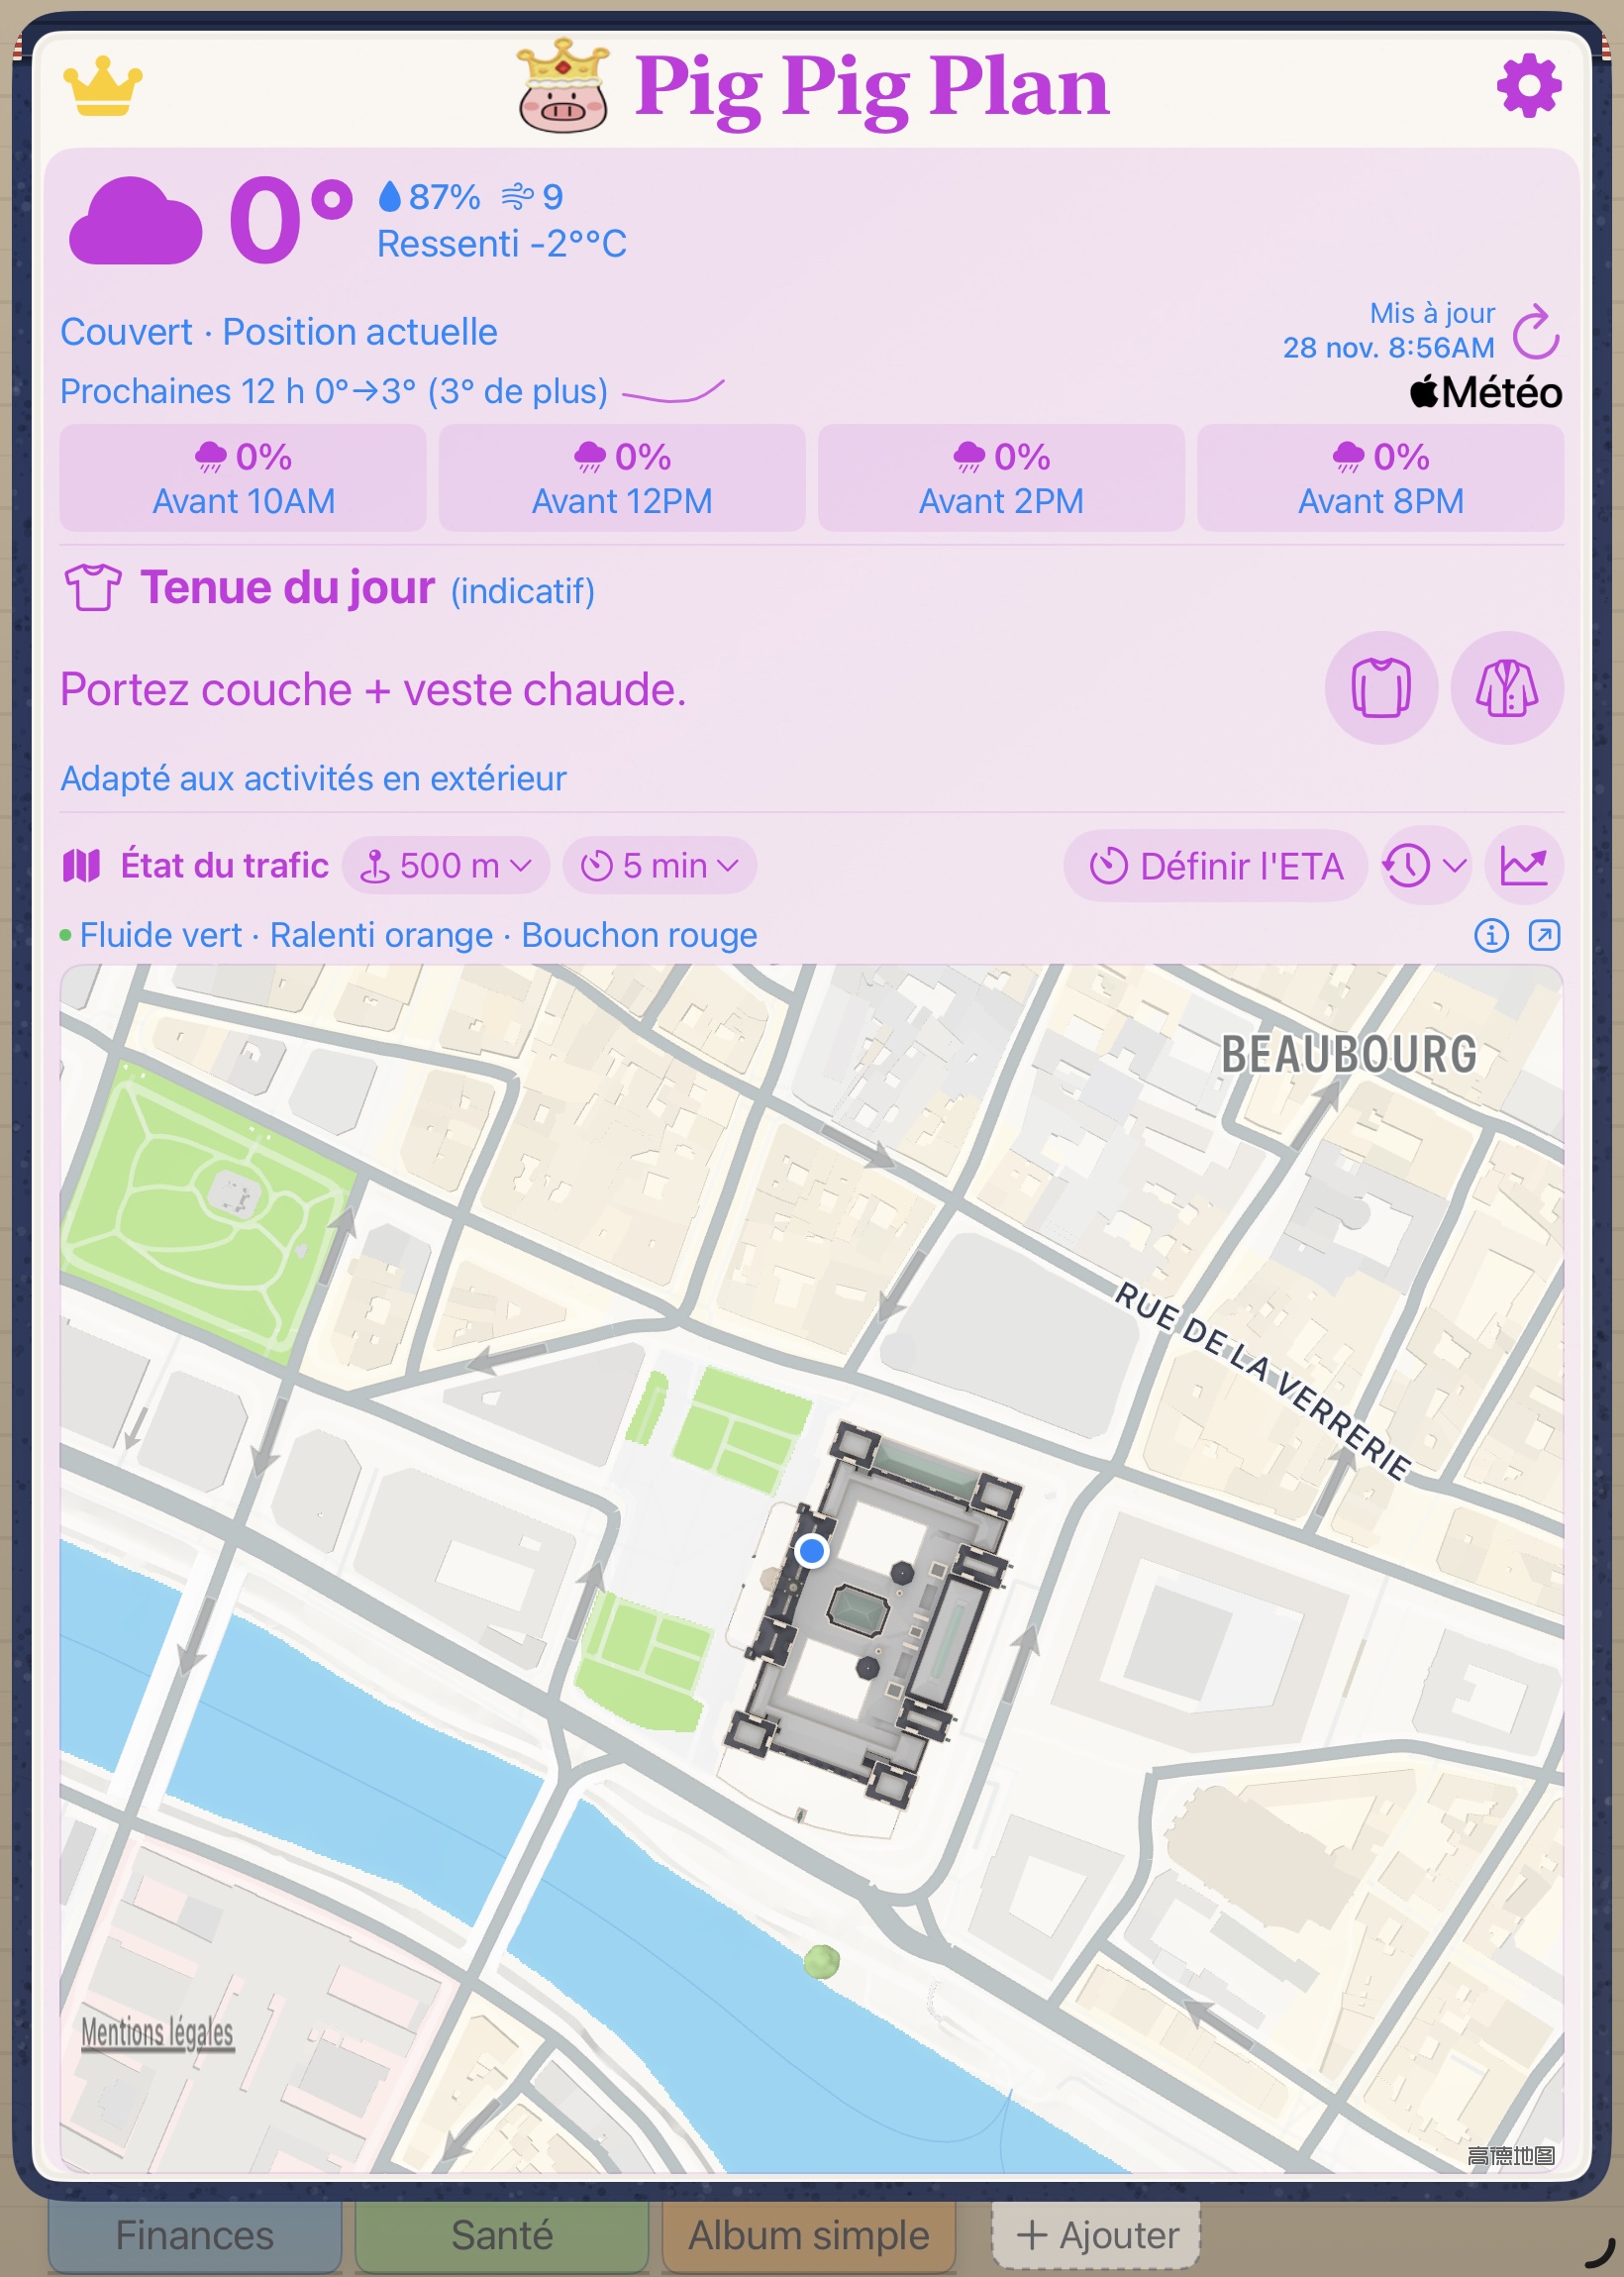 Pig Pig Plan
0°
87% 9
Ressenti -2°°C
Couvert · Position actuelle
Mis à jour
28 nov. 8:56AM
Prochaines 12 h 0°→3° (3° de plus)
Météo
0%
Avant 10AM
0%
Avant 12PM
0%
Avant 2PM
0%
Avant 8PM
Tenue du jour (indicatif)
Portez couche + veste chaude.
Adapté aux activités en extérieur
État du trafic 500 m 5 min Définir l'ETA
Fluide vert · Ralenti orange · Bouchon rouge
BEAUBOURG
RUE DE LA VERRERIE
Mentions légales
高德地图
Finances
Santé
Album simple
+ Ajouter